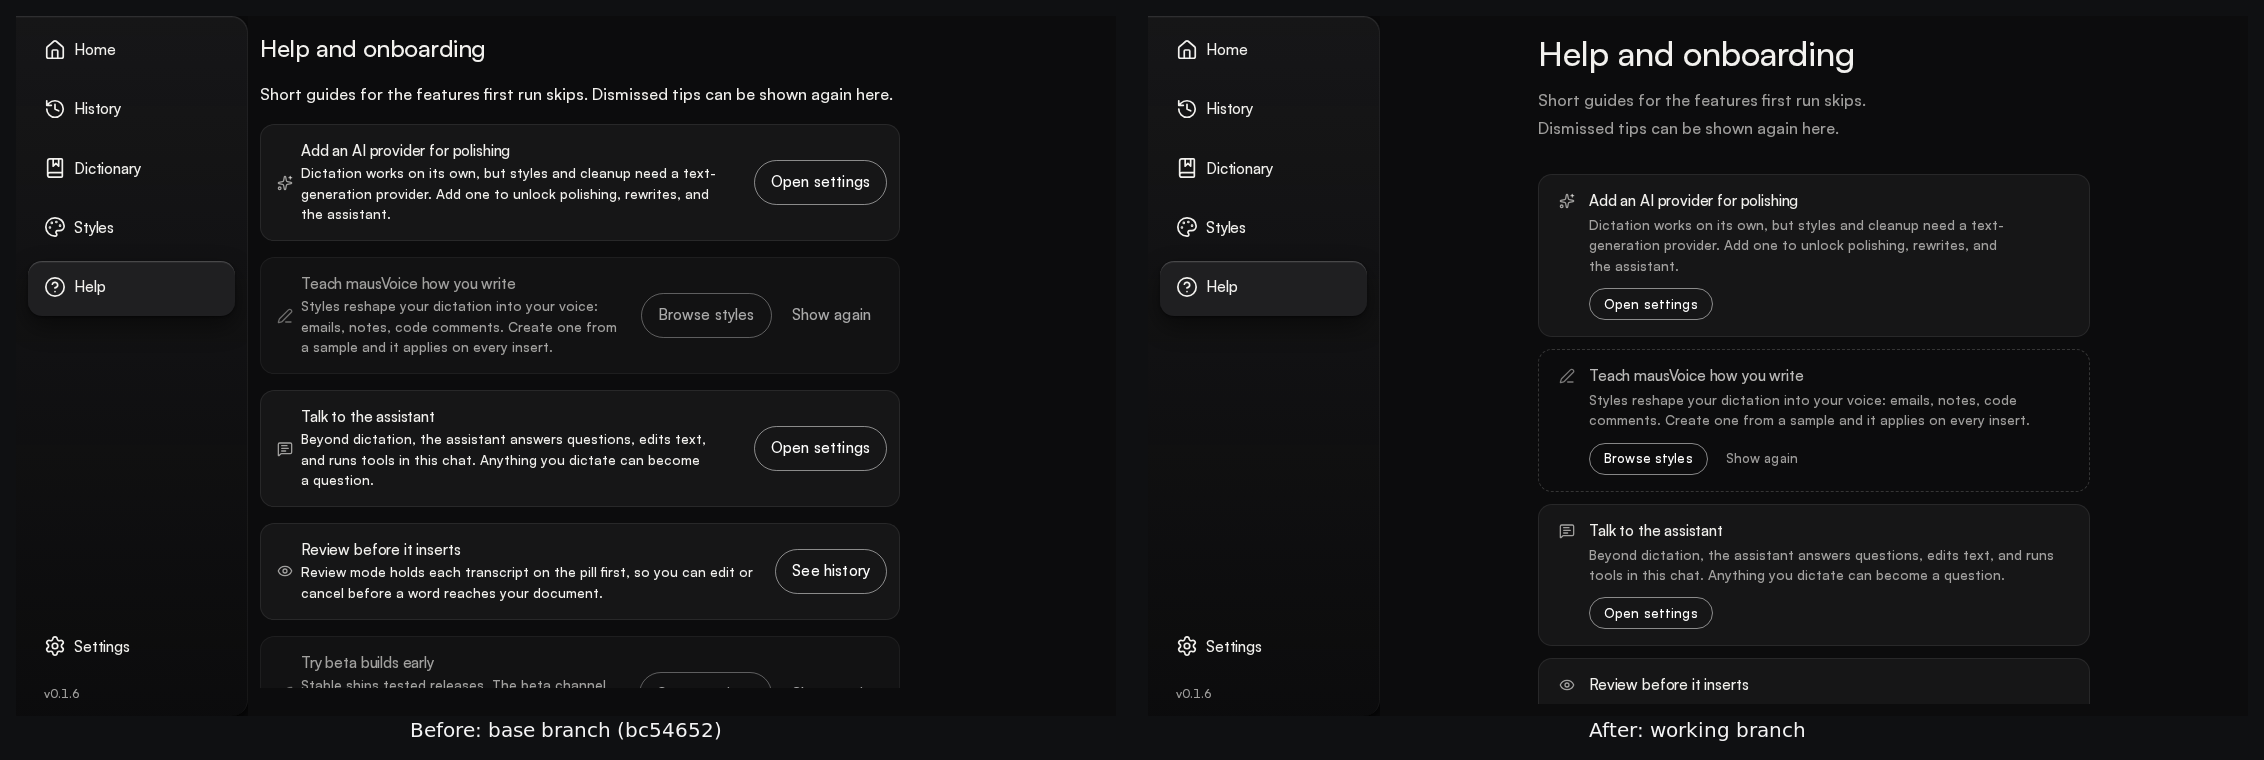 Home
History
Dictionary
Styles
Help
Settings
v0.1.6
Help and onboarding
Short guides for the features first run skips. Dismissed tips can be shown again here.
Add an AI provider for polishing
Dictation works on its own, but styles and cleanup need a text-
generation provider. Add one to unlock polishing, rewrites, and
the assistant.
Open settings
Teach mausVoice how you write
Styles reshape your dictation into your voice:
emails, notes, code comments. Create one from
a sample and it applies on every insert.
Browse styles
Show again
Talk to the assistant
Beyond dictation, the assistant answers questions, edits text,
and runs tools in this chat. Anything you dictate can become
a question.
Open settings
Review before it inserts
Review mode holds each transcript on the pill first, so you can edit or
cancel before a word reaches your document.
See history
Try beta builds early
Stable ships tested releases. The beta channel
Before: base branch (bc54652)
Home
History
Dictionary
Styles
Help
Settings
v0.1.6
Help and onboarding
Short guides for the features first run skips.
Dismissed tips can be shown again here.
Add an AI provider for polishing
Dictation works on its own, but styles and cleanup need a text-
generation provider. Add one to unlock polishing, rewrites, and
the assistant.
Open settings
Teach mausVoice how you write
Styles reshape your dictation into your voice: emails, notes, code
comments. Create one from a sample and it applies on every insert.
Browse styles
Show again
Talk to the assistant
Beyond dictation, the assistant answers questions, edits text, and runs
tools in this chat. Anything you dictate can become a question.
Open settings
Review before it inserts
After: working branch